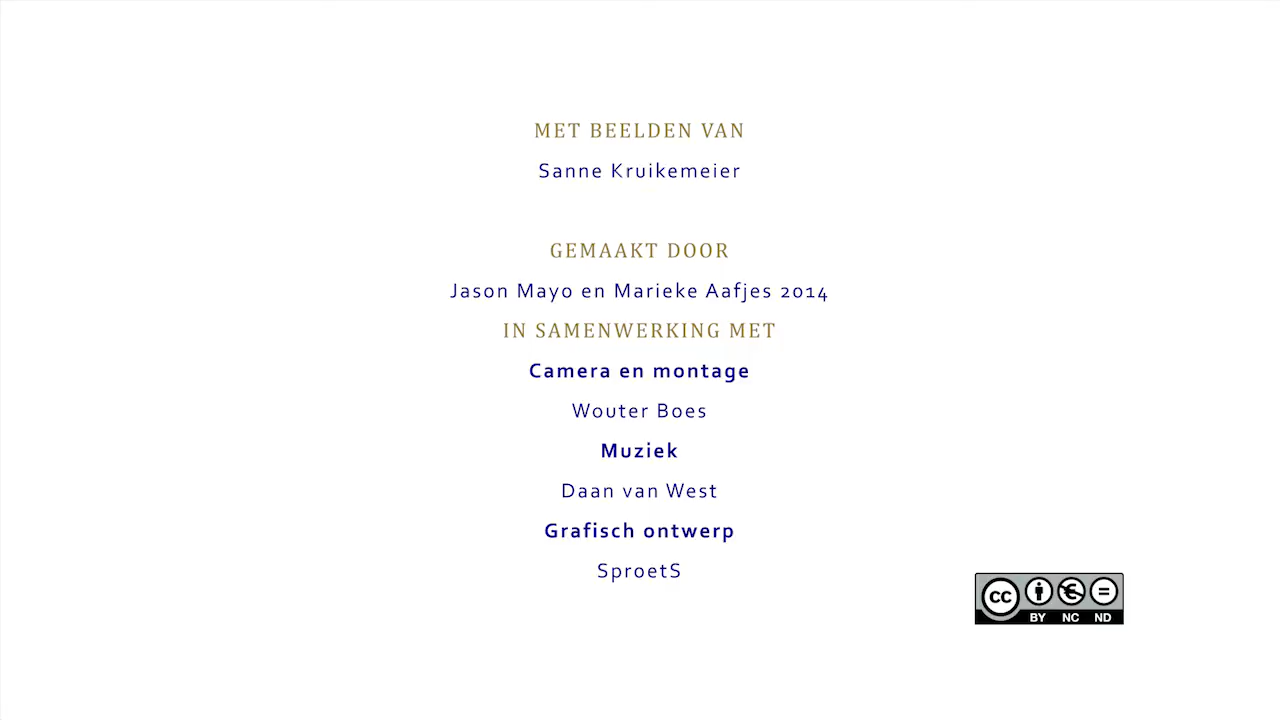 MET BEELDEN VAN
Sanne Kruikemeier
GEMAAKT DOOR
Jason Mayo en Marieke Aafjes 2014
IN SAMENWERKING MET
Camera en montage
Wouter Boes
Muziek
Daan van West
Grafisch ontwerp
SproetS
CC
BY NC ND